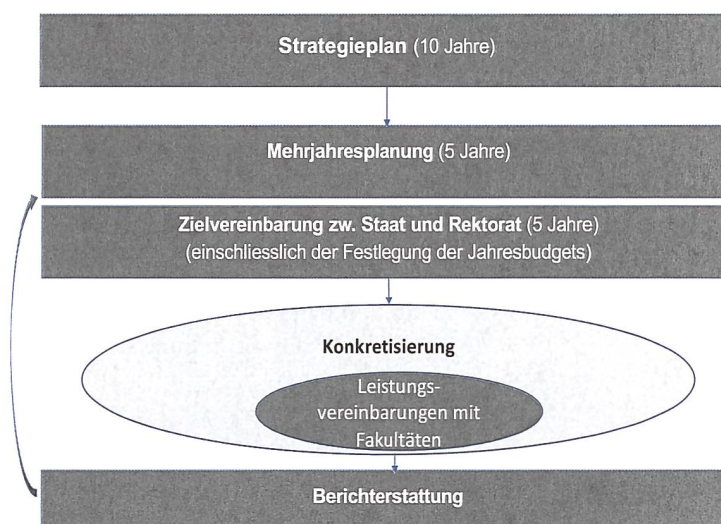 Strategieplan (10 Jahre)
Mehrjahresplanung (5 Jahre)
Zielvereinbarung zw. Staat und Rektorat (5 Jahre)
(einschliesslich der Festlegung der Jahresbudgets)
Konkretisierung
Leistungs-
vereinbarungen mit
Fakultäten
Berichterstattung